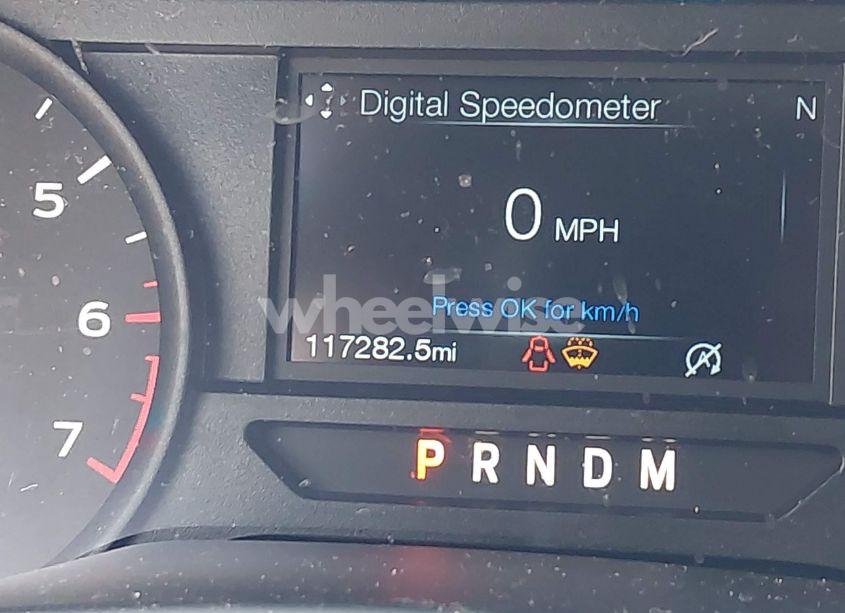 Digital Speedometer N
5
0 MPH
6
Press OK for km/h
wheelwise
117282.5mi
A
7
P R N D M